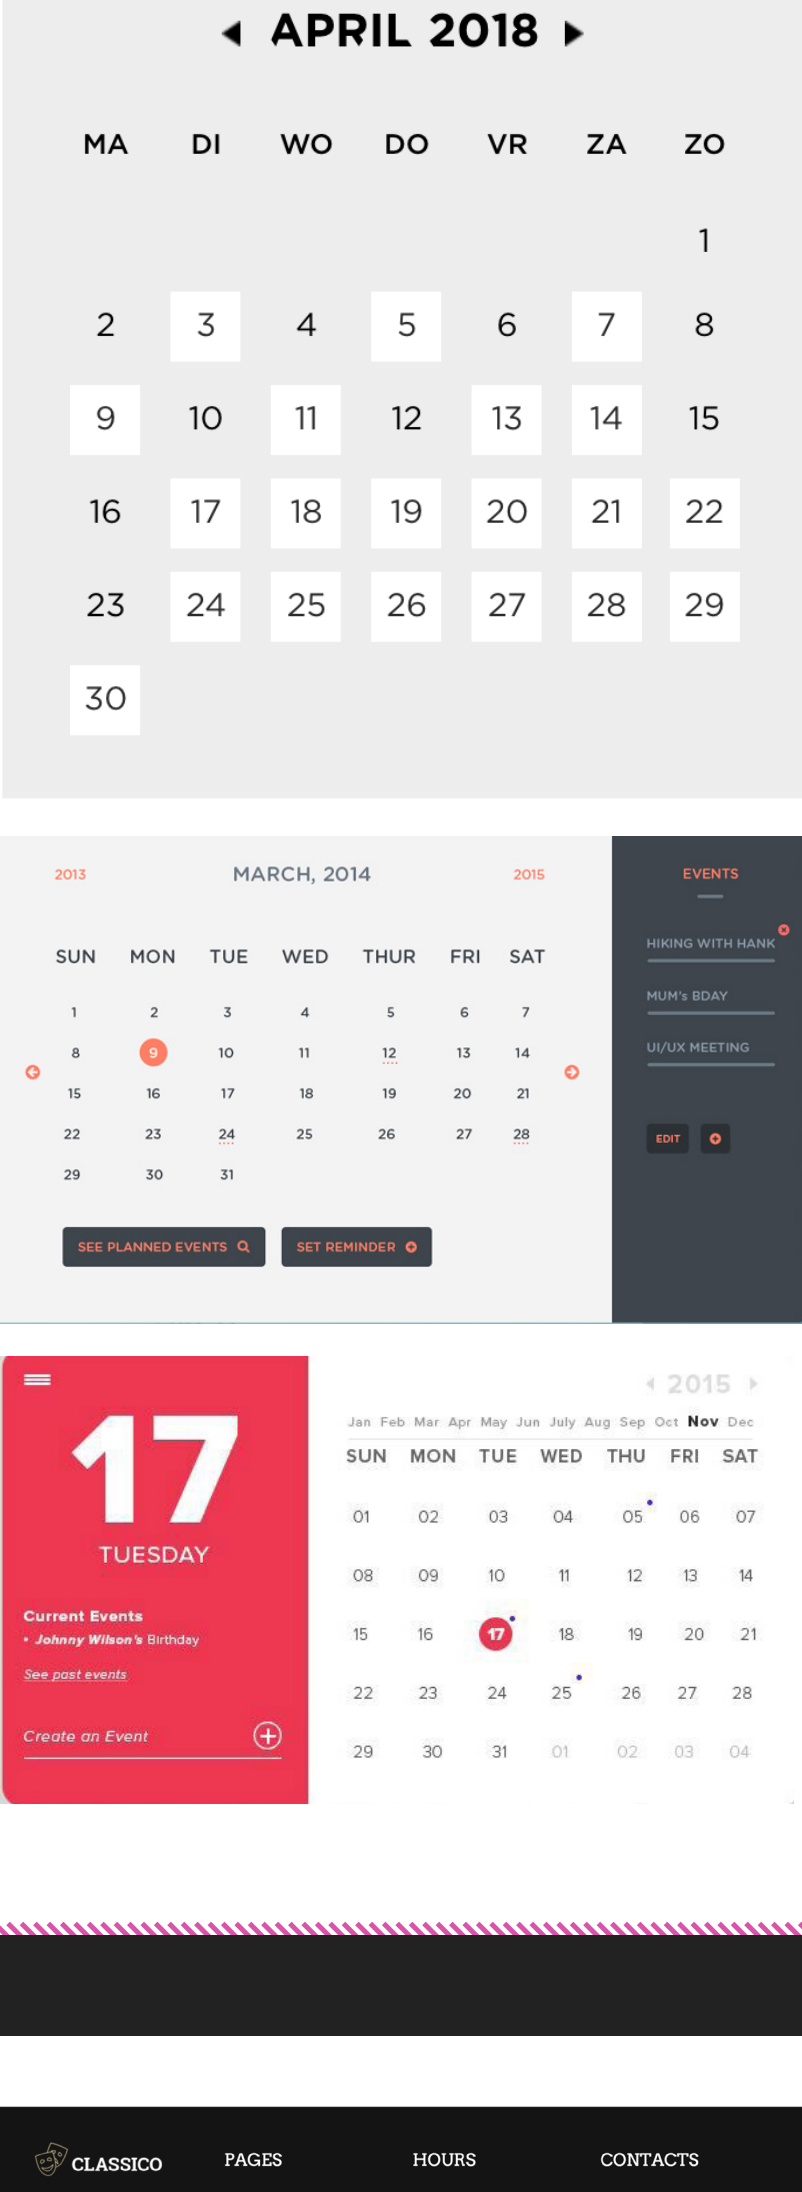 APRIL 2018
MA DI WO DO VR ZA ZO
1
2 3 4 5 6 7 8
9 10 11 12 13 14 15
16 17 18 19 20 21 22
23 24 25 26 27 28 29
30
2013 MARCH, 2014 2015
SUN MON TUE WED THUR FRI SAT
1 2 3 4 5 6 7
8 9 10 11 12 13 14
15 16 17 18 19 20 21
22 23 24 25 26 27 28
29 30 31
SEE PLANNED EVENTS SET REMINDER
EVENTS
HIKING WITH HANK
MUM's BDAY
UI/UX MEETING
EDIT
17
TUESDAY
Current Events
• Johnny Wilson's Birthday
See past events
Create an Event
2015
Jan Feb Mar Apr May Jun July Aug Sep Oct Nov Dec
SUN MON TUE WED THU FRI SAT
01 02 03 04 05 06 07
08 09 10 11 12 13 14
15 16 17 18 19 20 21
22 23 24 25 26 27 28
29 30 31 01 02 03 04
CLASSICO PAGES HOURS CONTACTS